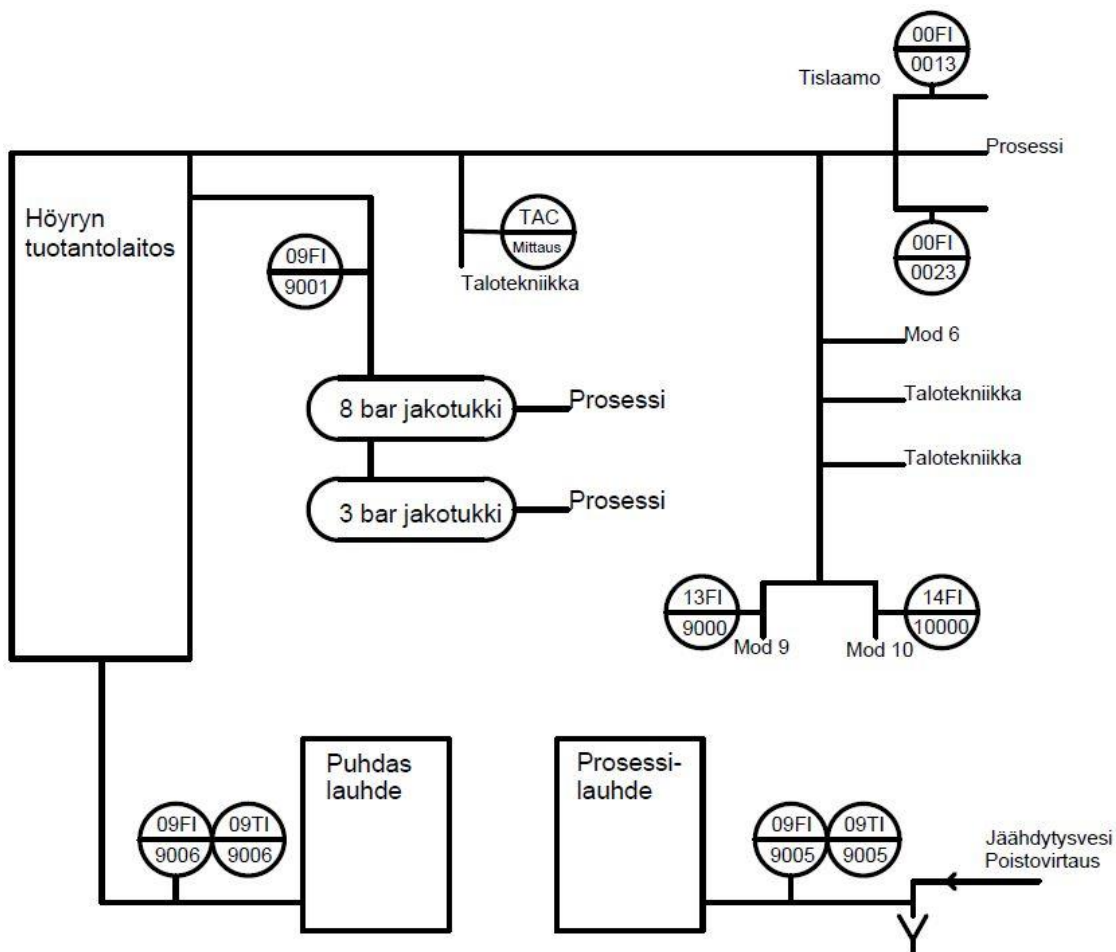 00FI
0013
Tislaamo
Prosessi
Höyryn
tuotantolaitos
TAC
Mittaus
00FI
0023
09FI
9001
Talotekniikka
Mod 6
8 bar jakotukki
Prosessi
Talotekniikka
Talotekniikka
3 bar jakotukki
Prosessi
13FI
9000
14FI
10000
Mod 9
Mod 10
Puhdas
lauhde
Prosessi-
lauhde
09FI
9006
09TI
9006
09FI
9005
09TI
9005
Jäähdytysvesi
Poistovirtaus